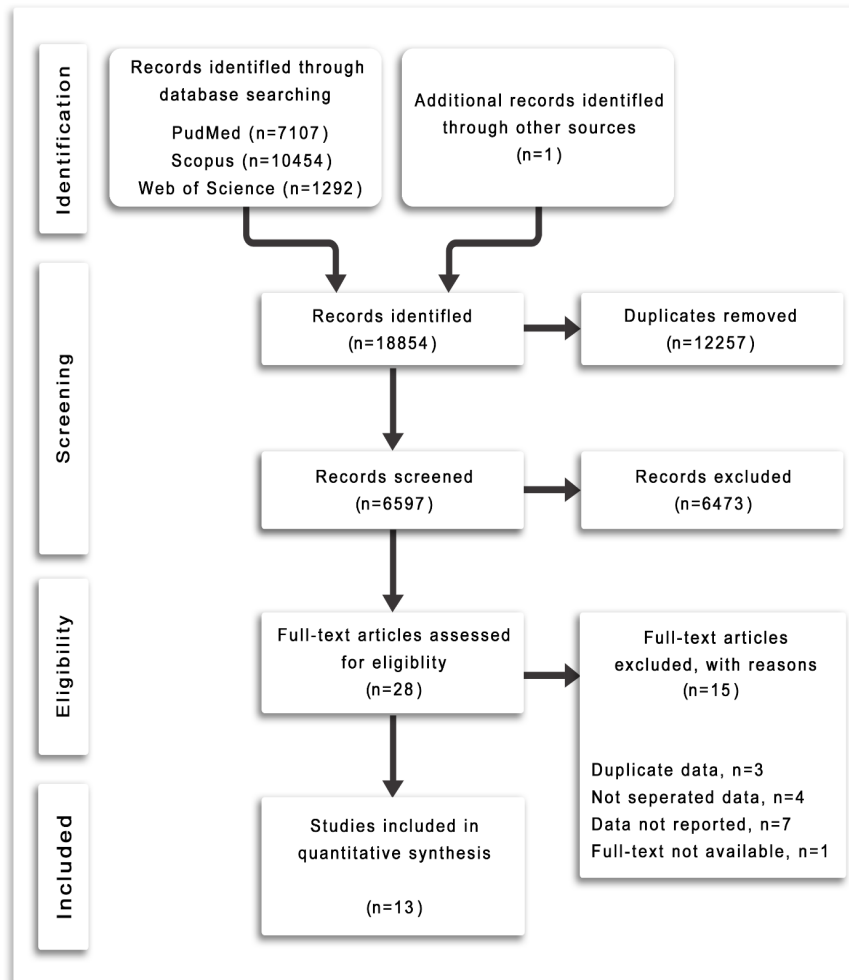 Identification
Records identified through
database searching
PudMed (n=7107)
Scopus (n=10454)
Web of Science (n=1292)
Additional records identified
through other sources
(n=1)
Screening
Records identified
(n=18854)
Duplicates removed
(n=12257)
Records screened
(n=6597)
Records excluded
(n=6473)
Eligibility
Full-text articles assessed
for eligiblity
(n=28)
Full-text articles
excluded, with reasons
(n=15)
Duplicate data, n=3
Not seperated data, n=4
Data not reported, n=7
Full-text not available, n=1
Included
Studies included in
quantitative synthesis
(n=13)